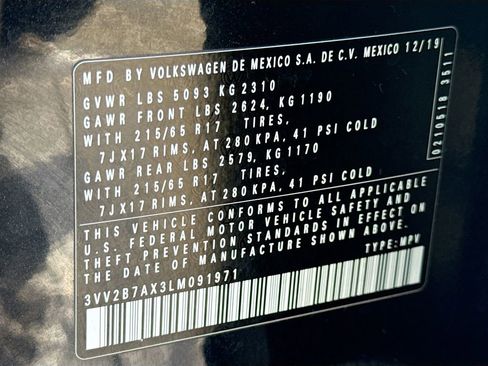 MFD BY VOLKSWAGEN DE MEXICO S.A. DE C.V. MEXICO 12/19
GVWR LBS 5093 KG 2310
GAWR FRONT LBS 2624, KG 1190
WITH 215/65 R17 TIRES,
7JX17 RIMS, AT 280 KPA, 41 PSI COLD
GAWR REAR LBS 2579, KG 1170
WITH 215/65 R17 TIRES,
7JX17 RIMS, AT 280 KPA, 41 PSI COLD
THIS VEHICLE CONFORMS TO ALL APPLICABLE
U.S. FEDERAL MOTOR VEHICLE SAFETY AND
THEFT PREVENTION STANDARDS IN EFFECT ON
THE DATE OF MANUFACTURE SHOWN ABOVE.
TYPE: MPV
3VV2B7AX3LM091971
0210518 3511